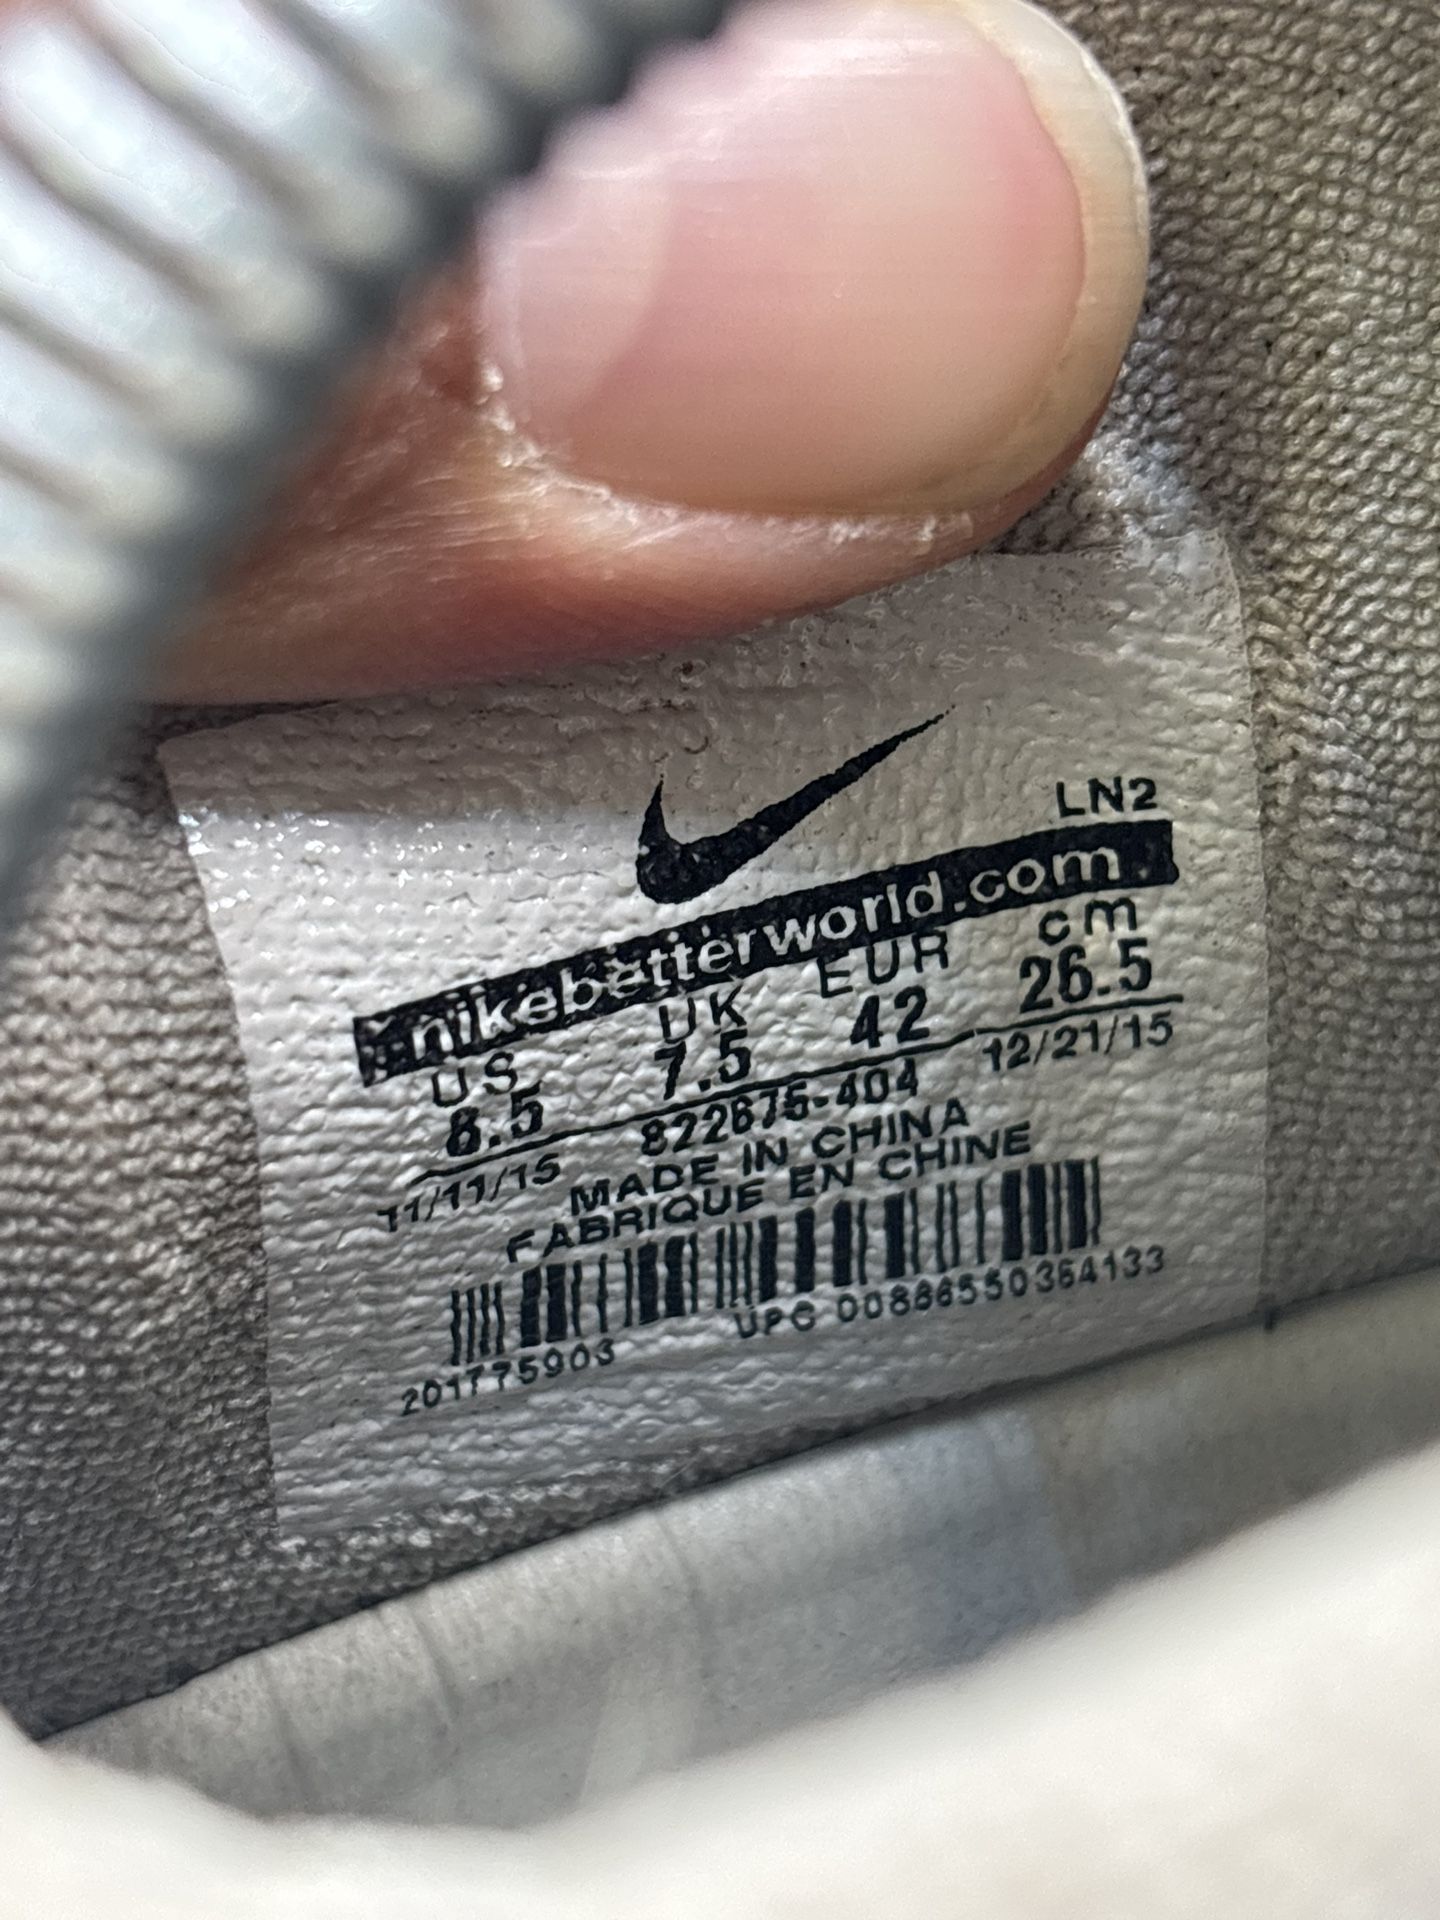 LN2
nikebetterworld.com
US UK EUR cm
8.5 7.5 42 26.5
11/11/15 822675-404 12/21/15
MADE IN CHINA
FABRIQUE EN CHINE
201775903 UPC 00886550364133